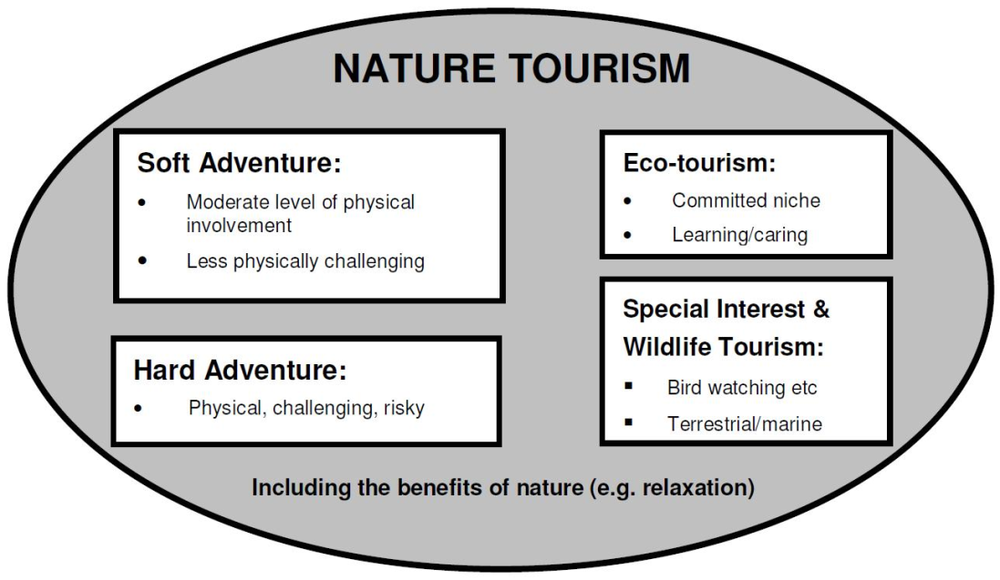 NATURE TOURISM
Soft Adventure:
• Moderate level of physical
involvement
• Less physically challenging
Hard Adventure:
• Physical, challenging, risky
Eco-tourism:
• Committed niche
• Learning/caring
Special Interest &
Wildlife Tourism:
▪ Bird watching etc
▪ Terrestrial/marine
Including the benefits of nature (e.g. relaxation)